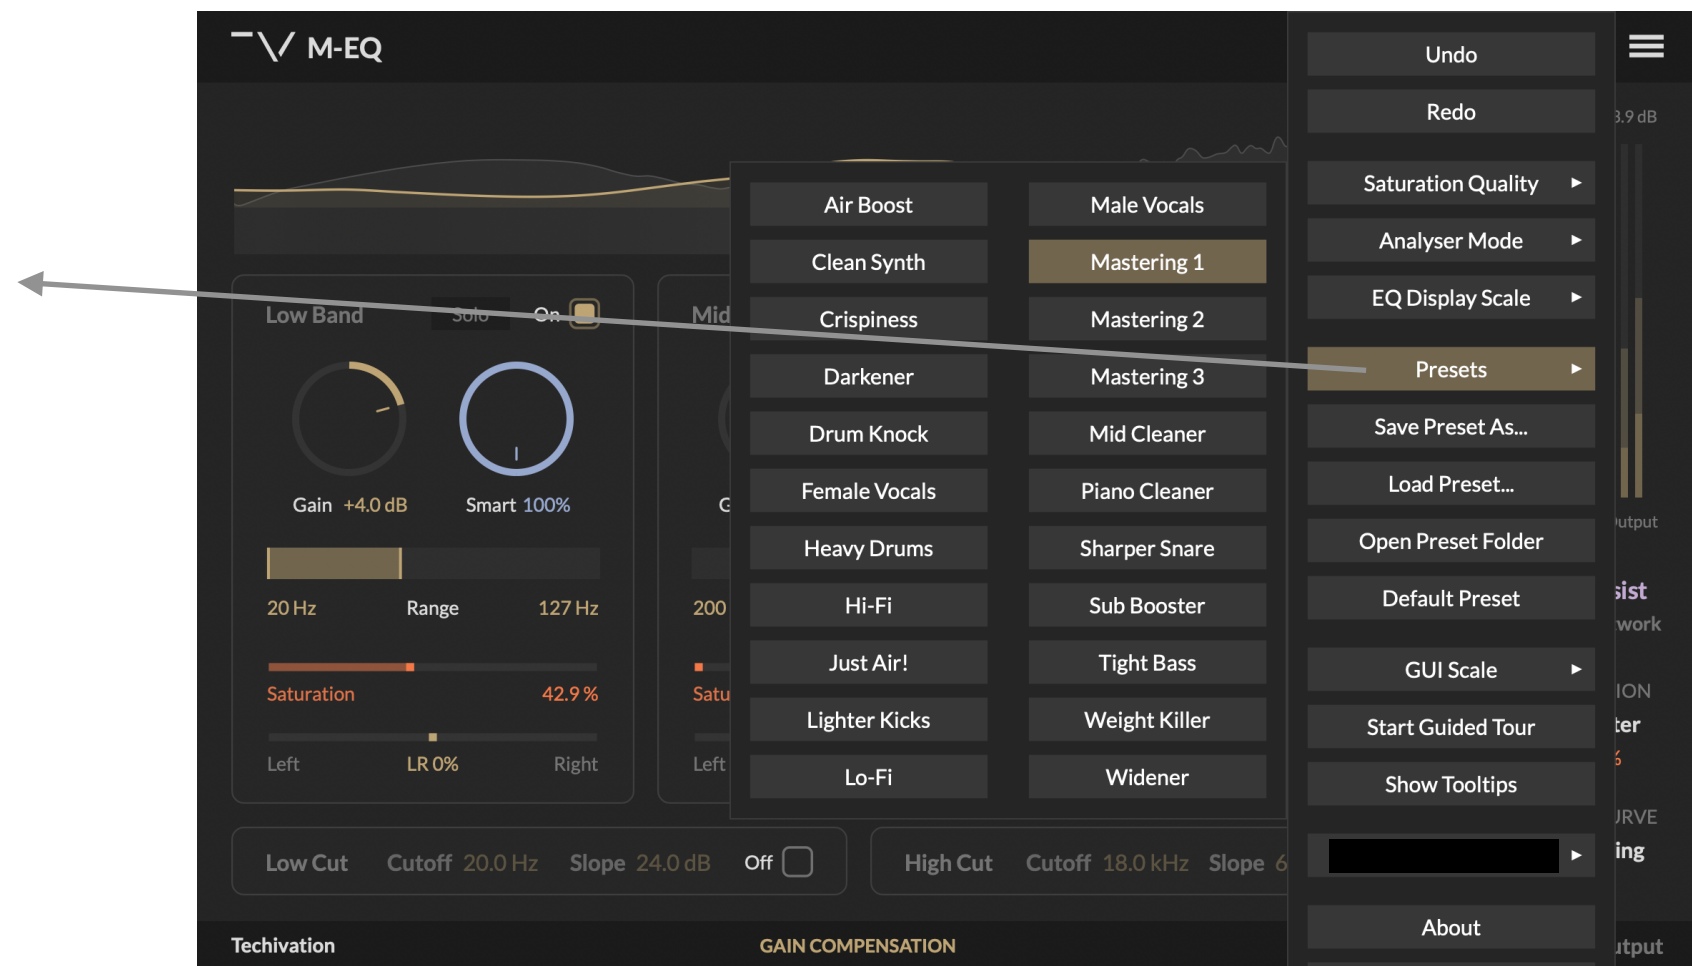 M-EQ
Undo
Redo
Saturation Quality
Analyser Mode
EQ Display Scale
Presets
Save Preset As...
Load Preset...
Open Preset Folder
Default Preset
GUI Scale
Start Guided Tour
Show Tooltips
About
Air Boost
Male Vocals
Clean Synth
Mastering 1
Crispiness
Mastering 2
Darkener
Mastering 3
Drum Knock
Mid Cleaner
Female Vocals
Piano Cleaner
Heavy Drums
Sharper Snare
Hi-Fi
Sub Booster
Just Air!
Tight Bass
Lighter Kicks
Weight Killer
Lo-Fi
Widener
Low Band Solo On
Gain +4.0 dB Smart 100%
20 Hz Range 127 Hz
Saturation 42.9 %
Left LR 0% Right
Mid
200
Left
Low Cut Cutoff 20.0 Hz Slope 24.0 dB Off
High Cut Cutoff 18.0 kHz Slope 6
Techivation GAIN COMPENSATION